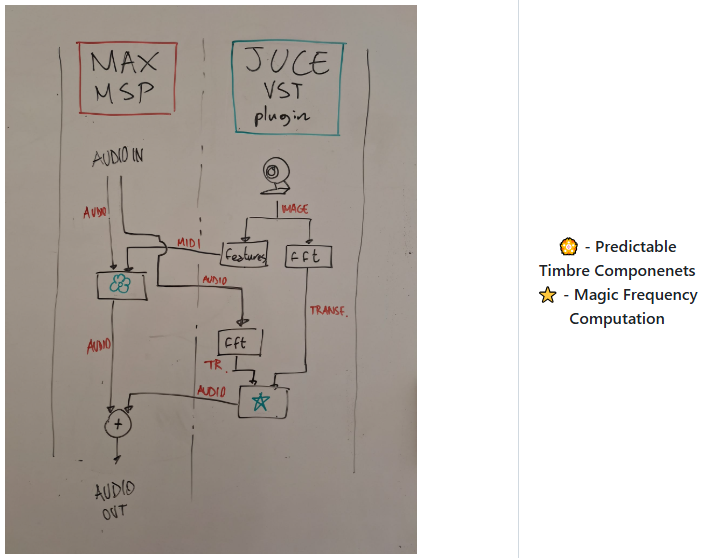 MAX
MSP
JUCE
VST
plugin
AUDIO IN
IMAGE
AUDIO
MIDI
features
fft
AUDIO
TRANSF.
fft
AUDIO
TR.
AUDIO
+
AUDIO
OUT
- Predictable
Timbre Componenets
- Magic Frequency
Computation